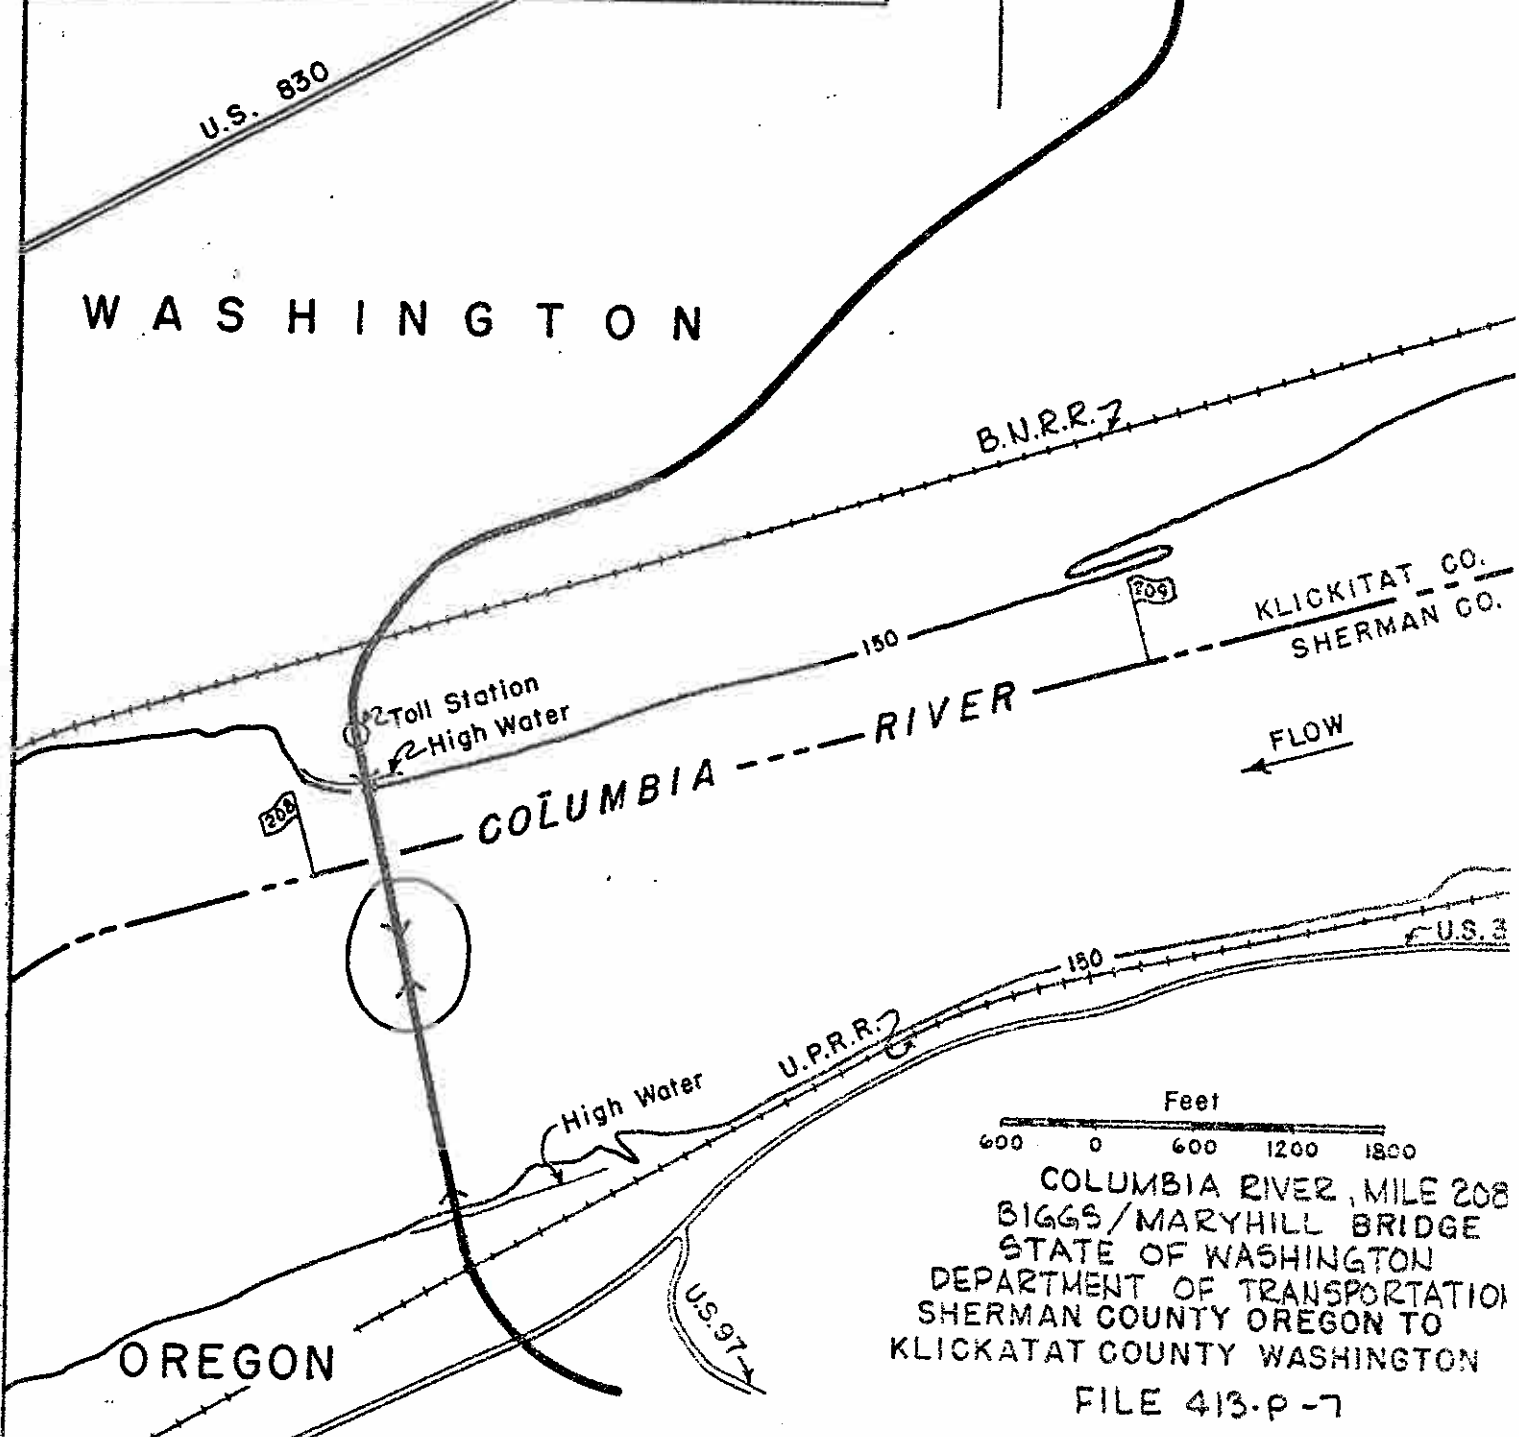 U.S. 830
WASHINGTON
B.N.R.R.
KLICKITAT CO.
SHERMAN CO.
209
150
Toll Station
High Water
COLUMBIA RIVER
FLOW
208
U.S. 3
150
U.P.R.R.
High Water
Feet
600 0 600 1200 1800
COLUMBIA RIVER, MILE 208
BIGGS/MARYHILL BRIDGE
STATE OF WASHINGTON
DEPARTMENT OF TRANSPORTATION
SHERMAN COUNTY OREGON TO
KLICKATAT COUNTY WASHINGTON
FILE 413-P-7
U.S.97
OREGON